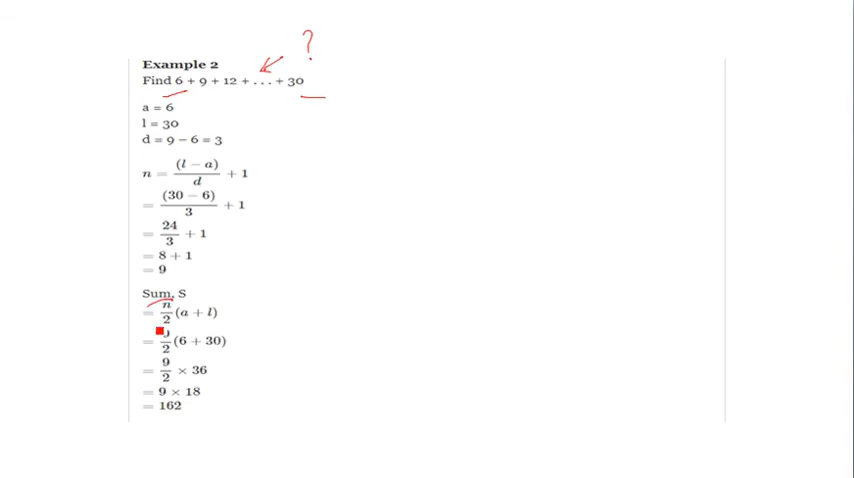 ?
Example 2
Find 6 + 9 + 12 + ... + 30
a = 6
l = 30
d = 9 − 6 = 3
n = (l − a)/d + 1
= (30 − 6)/3 + 1
= 24/3 + 1
= 8 + 1
= 9
Sum, S
= n/2 (a + l)
= 9/2 (6 + 30)
= 9/2 × 36
= 9 × 18
= 162